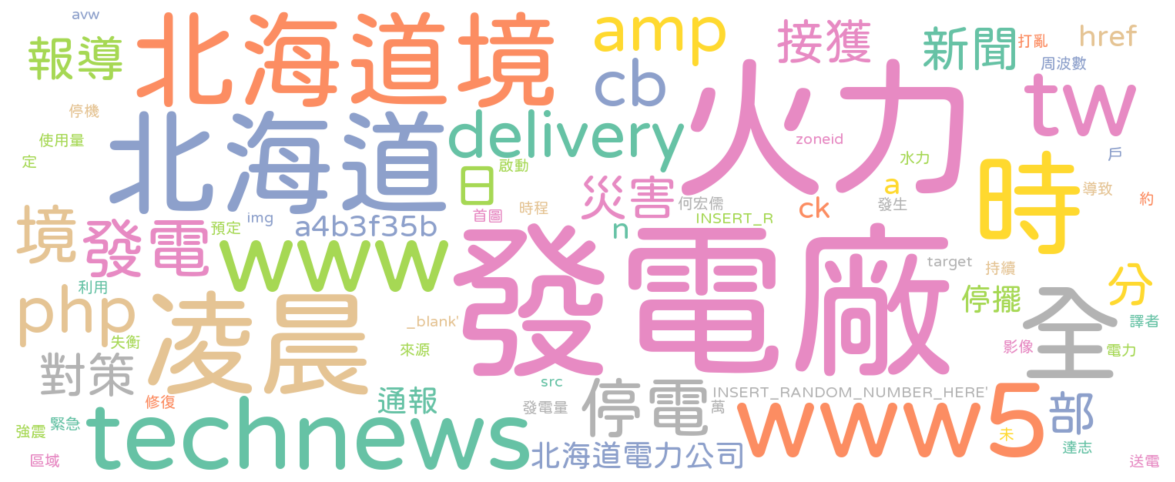 avw
報導
北海道境
amp
接獲
新聞
打亂
href
周波數
cb
tw
停機
使用量
定
北海道
delivery
火力
zoneid
水力
戶
啟動
日
災害
何宏儒
a
發生
時
導致
約
境
發電
預定
img
首圖
時程
a4b3f35b
n
INSERT_R
ck
www
發電廠
target
持續
分
利用
php
凌晨
_blank'
停擺
全
譯者
失衡
來源
影像
電力
對策
src
INSERT_RANDOM_NUMBER_HERE'
修復
通報
發電量
停電
萬
www5
部
強震
緊急
technews
未
達志
區域
北海道電力公司
送電